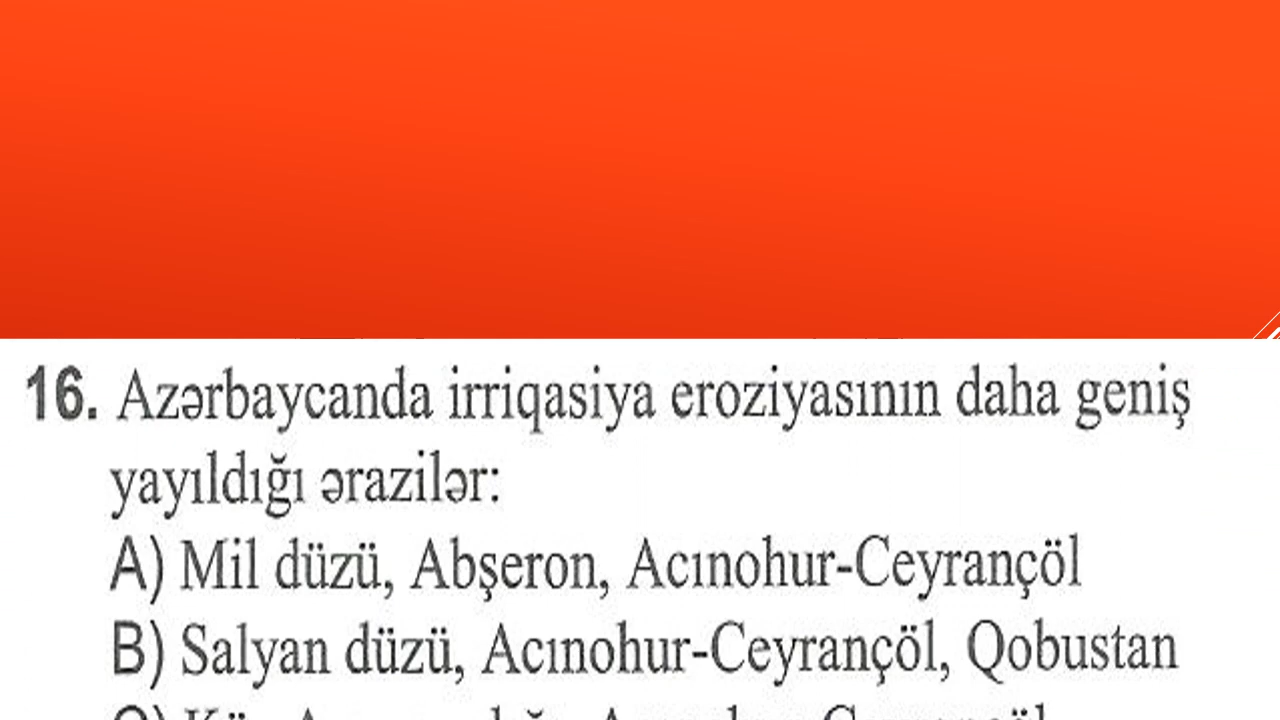 16. Azərbaycanda irriqasiya eroziyasının daha geniş
yayıldığı ərazilər:
A) Mil düzü, Abşeron, Acınohur-Ceyrançöl
B) Salyan düzü, Acınohur-Ceyrançöl, Qobustan